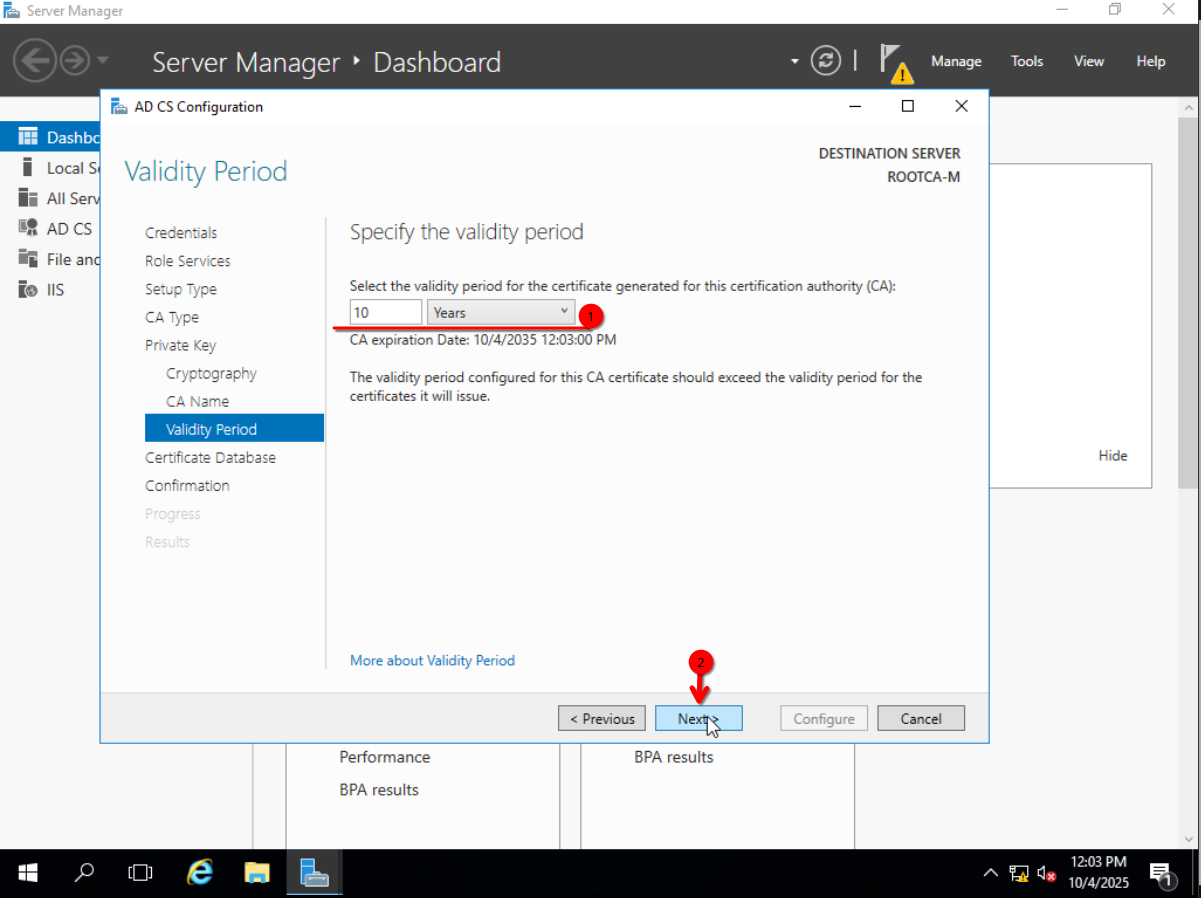 Server Manager
Server Manager ‣ Dashboard
Manage
Tools
View
Help
AD CS Configuration
Dashbo
Local Se
All Serv
AD CS
File and
IIS
Validity Period
DESTINATION SERVER
ROOTCA-M
Credentials
Role Services
Setup Type
CA Type
Private Key
Cryptography
CA Name
Validity Period
Certificate Database
Confirmation
Progress
Results
Specify the validity period
Select the validity period for the certificate generated for this certification authority (CA):
10
Years
1
CA expiration Date: 10/4/2035 12:03:00 PM
The validity period configured for this CA certificate should exceed the validity period for the
certificates it will issue.
More about Validity Period
Hide
2
< Previous
Next >
Configure
Cancel
Performance
BPA results
BPA results
12:03 PM
10/4/2025
1